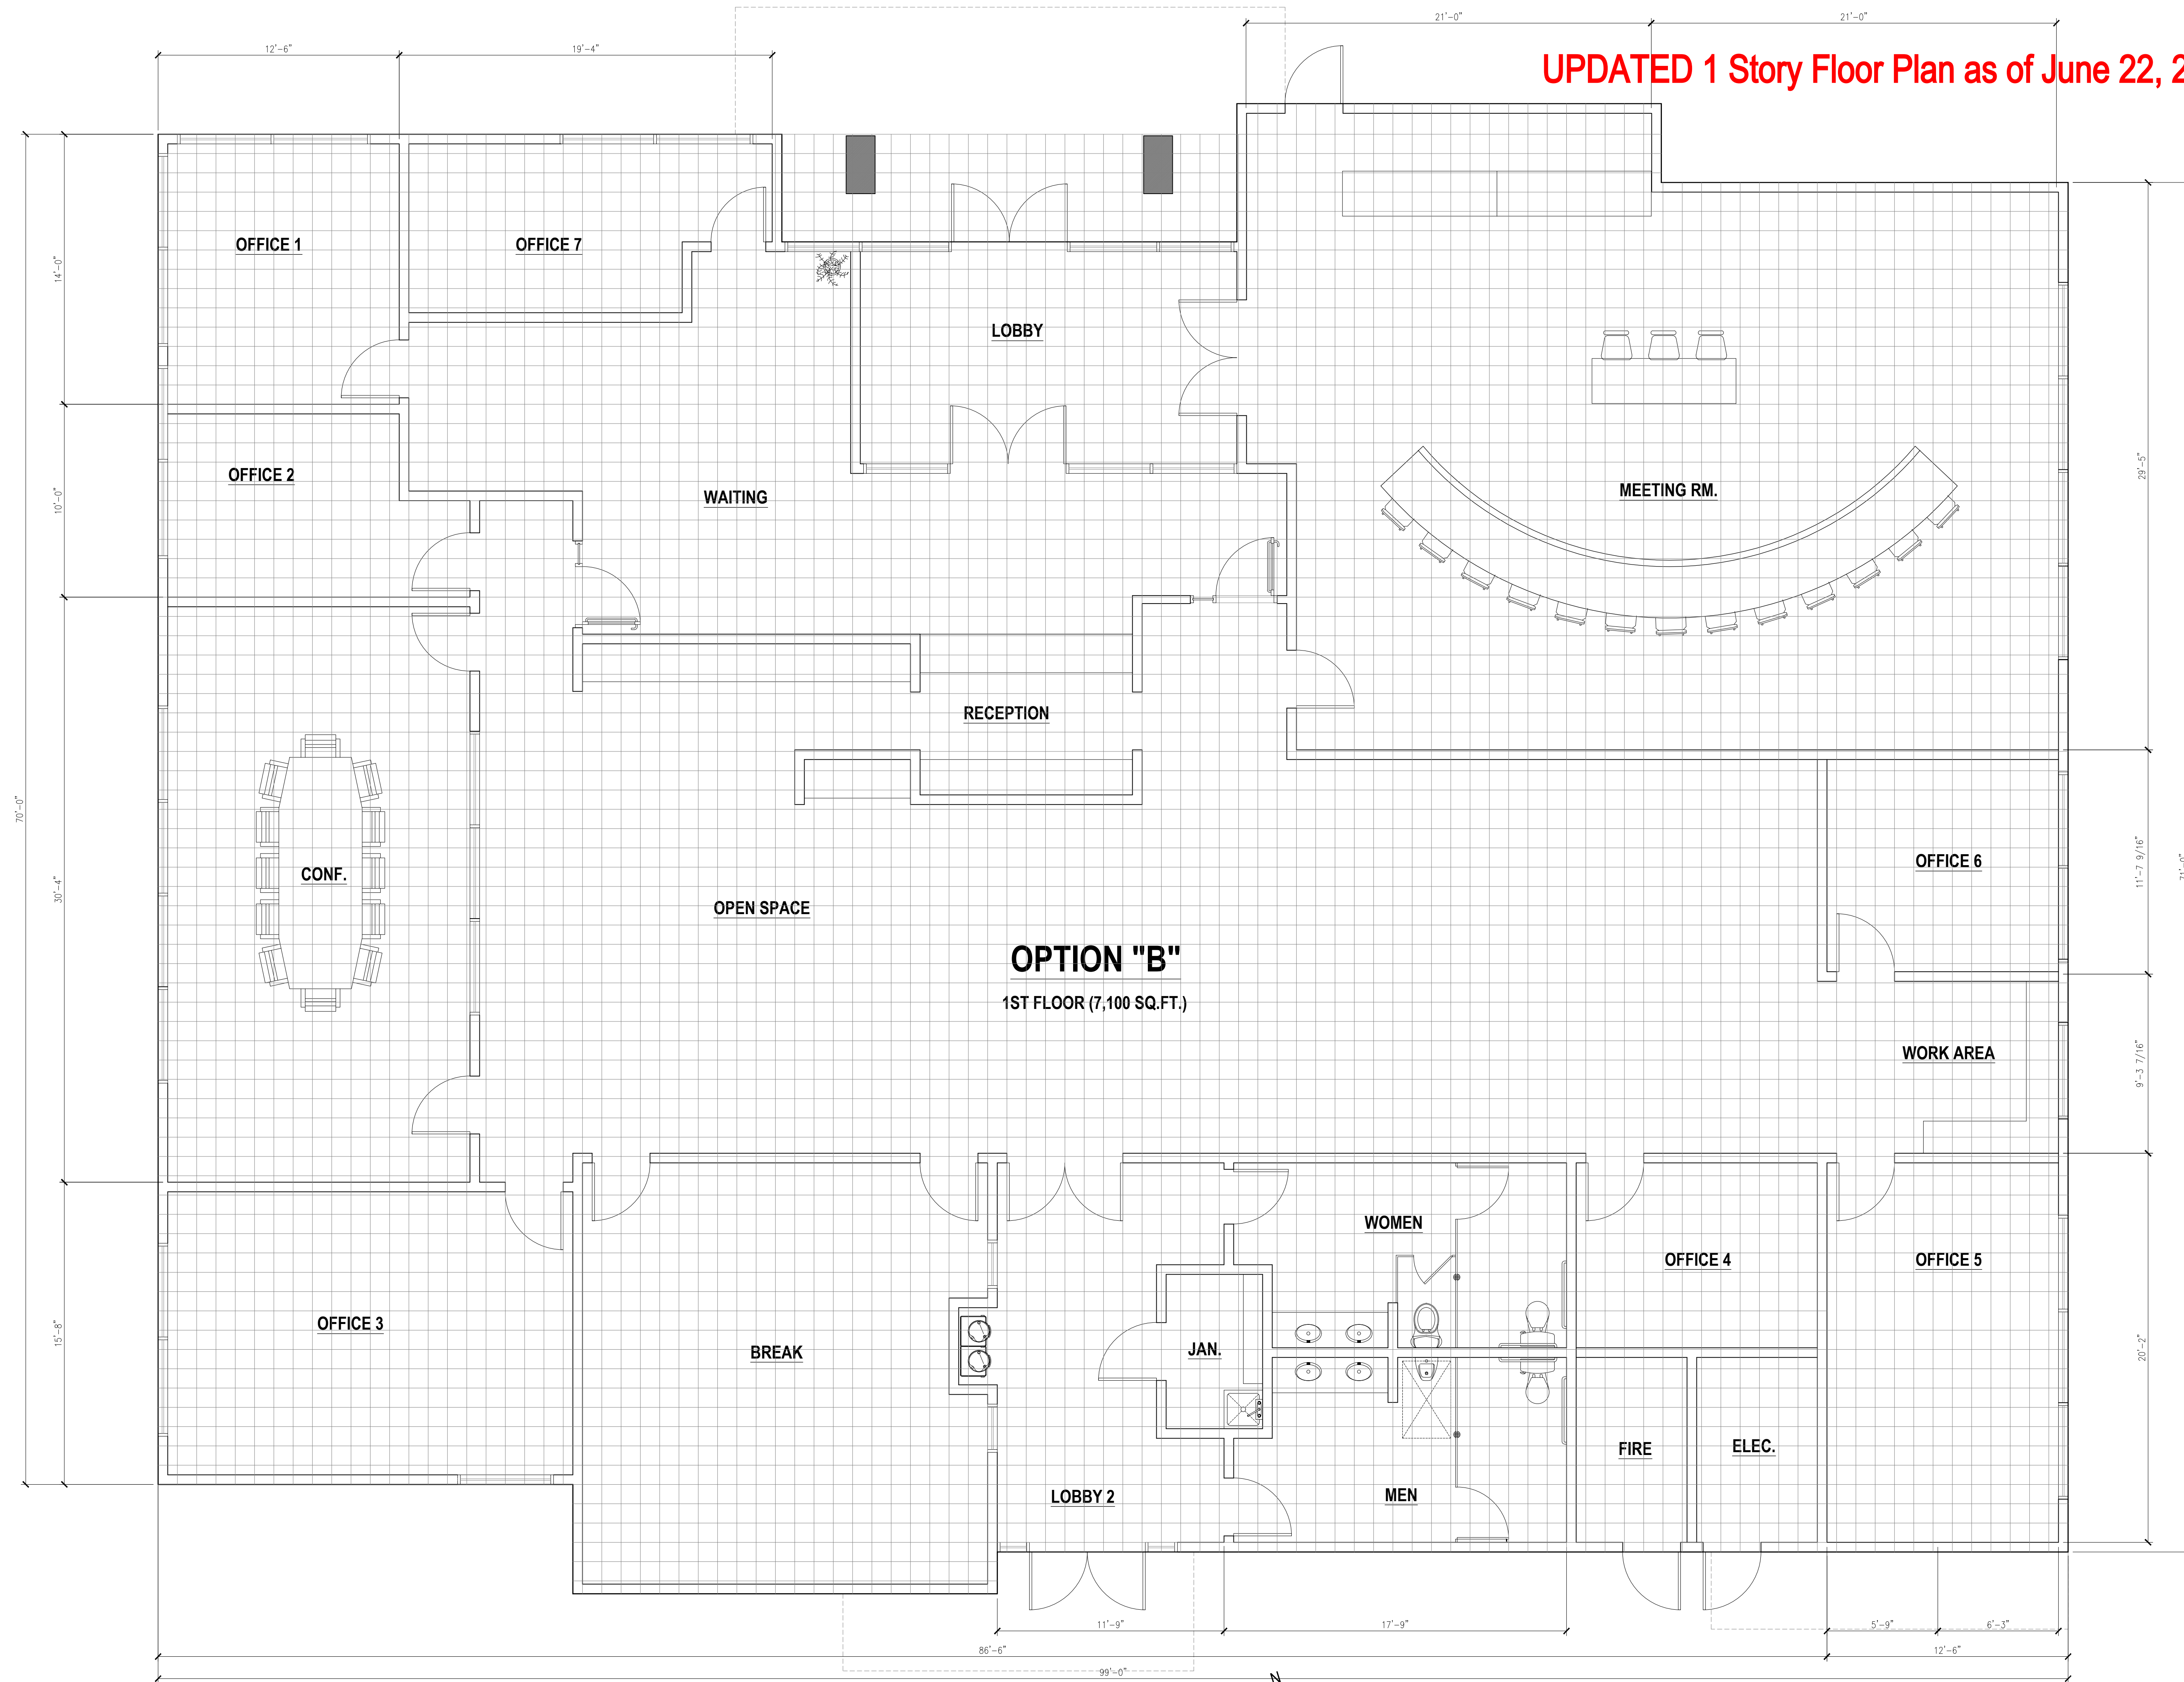 21'-0"
21'-0"
12'-6"
19'-4"
UPDATED 1 Story Floor Plan as of June 22, 2
OFFICE 1
OFFICE 7
14'-0"
LOBBY
OFFICE 2
WAITING
MEETING RM.
10'-0"
29'-5"
RECEPTION
70'-0"
30'-4"
CONF.
OPEN SPACE
OFFICE 6
11'-7 9/16"
71'-0"
OPTION "B"
1ST FLOOR (7,100 SQ.FT.)
WORK AREA
9'-3 7/16"
WOMEN
OFFICE 4
OFFICE 5
OFFICE 3
BREAK
JAN.
15'-8"
20'-2"
FIRE
ELEC.
LOBBY 2
MEN
11'-9"
17'-9"
5'-9"
6'-3"
86'-6"
12'-6"
99'-0"
N